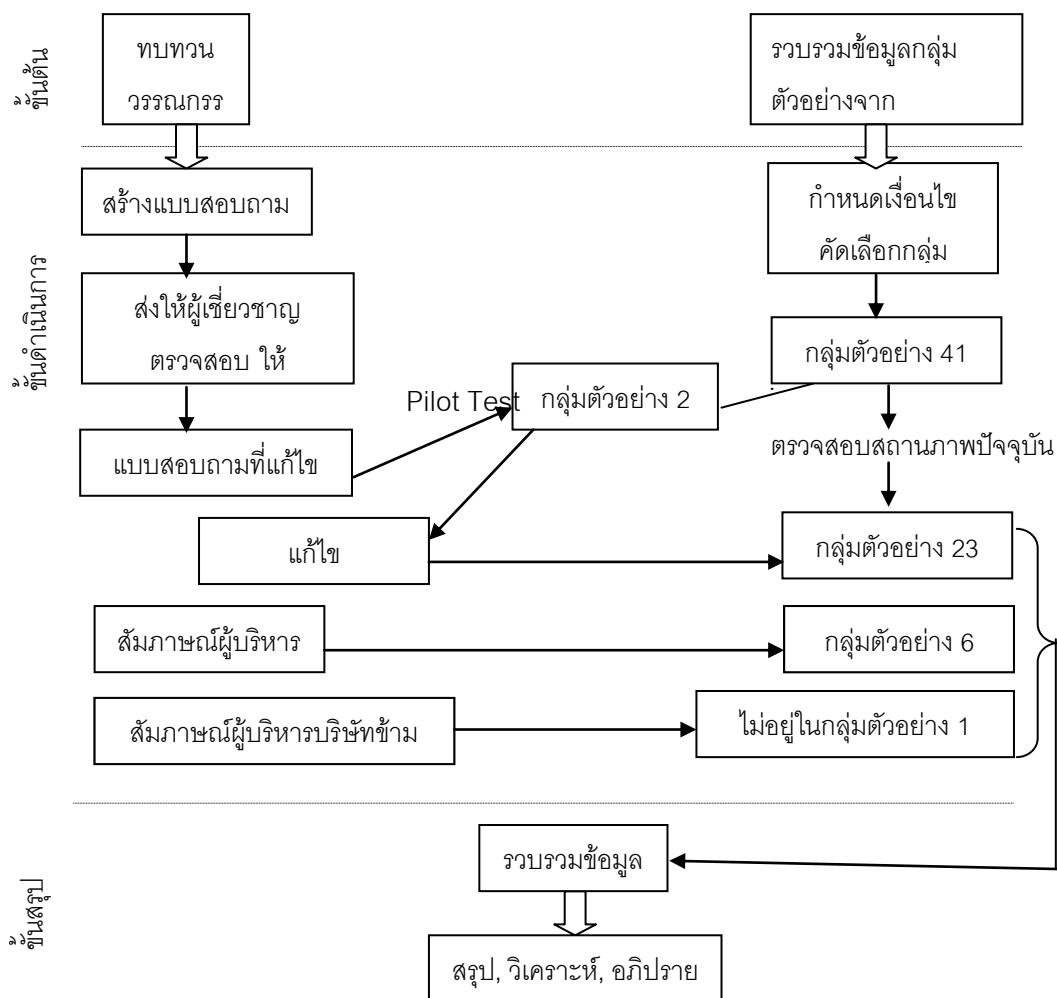 ขั้นต้น
ทบทวน
วรรณกรร
รวบรวมข้อมูลกลุ่ม
ตัวอย่างจาก
ขั้นดำเนินการ
สร้างแบบสอบถาม
กำหนดเงื่อนไข
คัดเลือกกลุ่ม
ส่งให้ผู้เชี่ยวชาญ
ตรวจสอบ ให้
กลุ่มตัวอย่าง 41
Pilot Test
กลุ่มตัวอย่าง 2
แบบสอบถามที่แก้ไข
ตรวจสอบสถานภาพปัจจุบัน
แก้ไข
กลุ่มตัวอย่าง 23
สัมภาษณ์ผู้บริหาร
กลุ่มตัวอย่าง 6
สัมภาษณ์ผู้บริหารบริษัทข้าม
ไม่อยู่ในกลุ่มตัวอย่าง 1
ขั้นสรุป
รวบรวมข้อมูล
สรุป, วิเคราะห์, อภิปราย